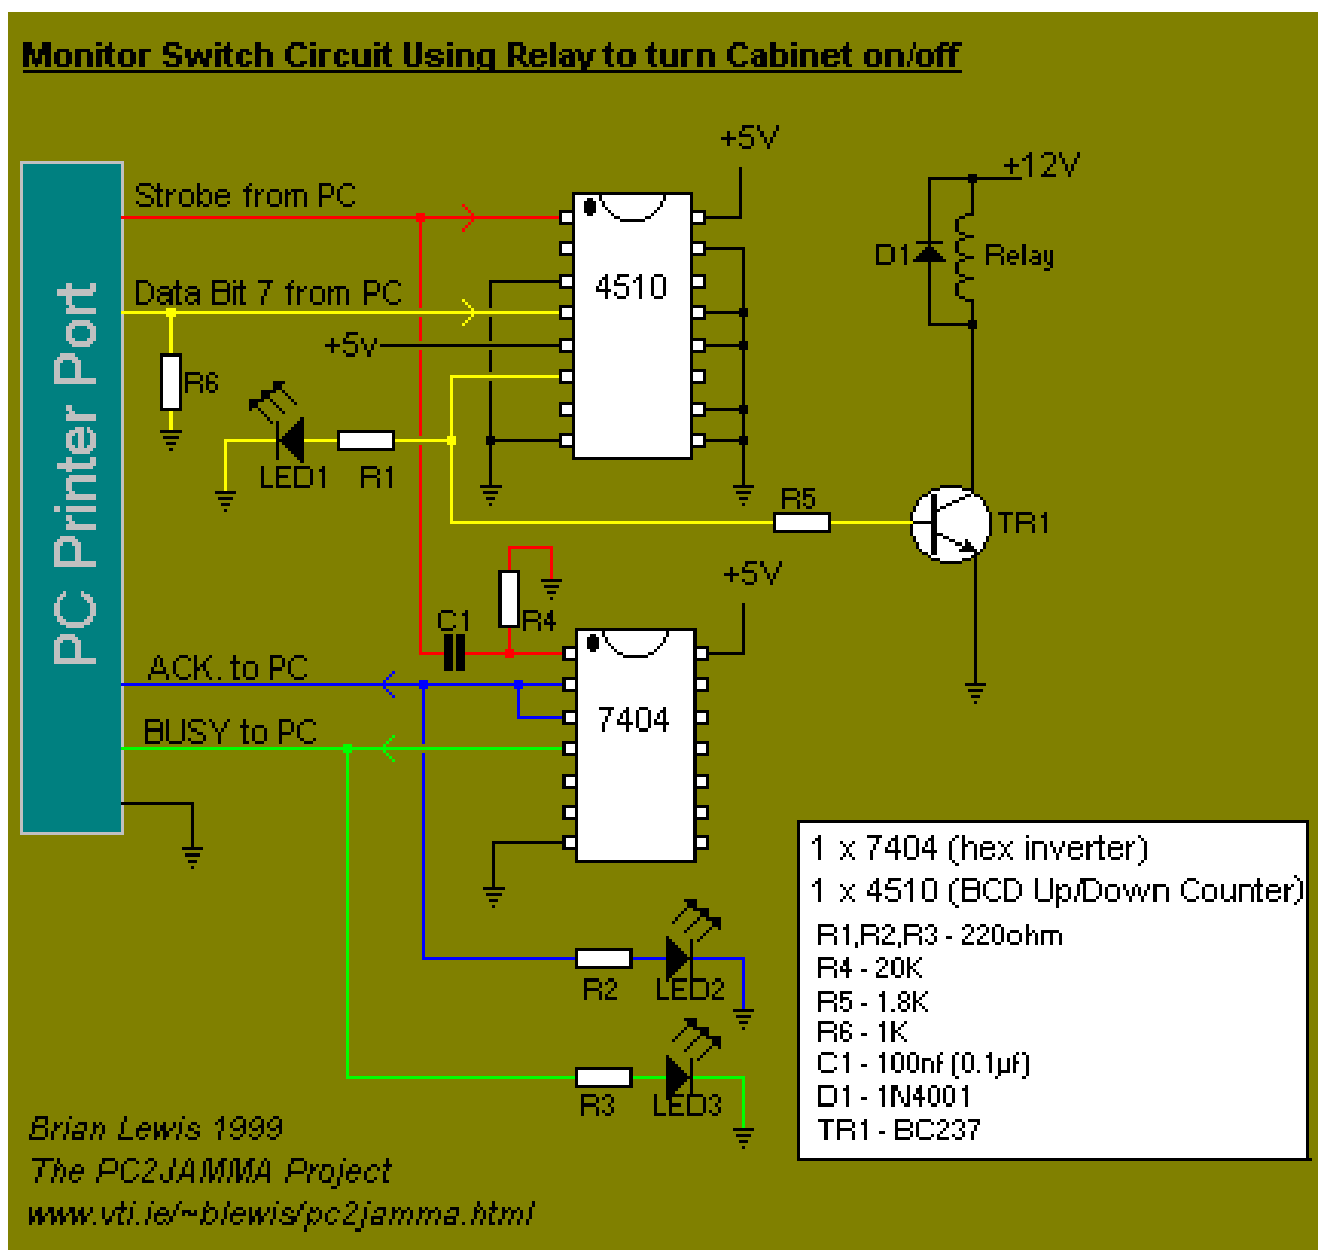 Monitor Switch Circuit Using Relay to turn Cabinet on/off
+5V
+12V
Strobe from PC
4510
D1
Relay
Data Bit 7 from PC
+5v
R6
LED1
R1
R5
TR1
PC Printer Port
+5V
C1
R4
ACK. to PC
7404
BUSY to PC
R2
LED2
R3
LED3
1 x 7404 (hex inverter)
1 x 4510 (BCD Up/Down Counter)
R1,R2,R3 - 220ohm
R4 - 20K
R5 - 1.8K
R6 - 1K
C1 - 100nf (0.1µf)
D1 - 1N4001
TR1 - BC237
Brian Lewis 1999
The PC2JAMMA Project
www.vti.ie/~blewis/pc2jamma.html